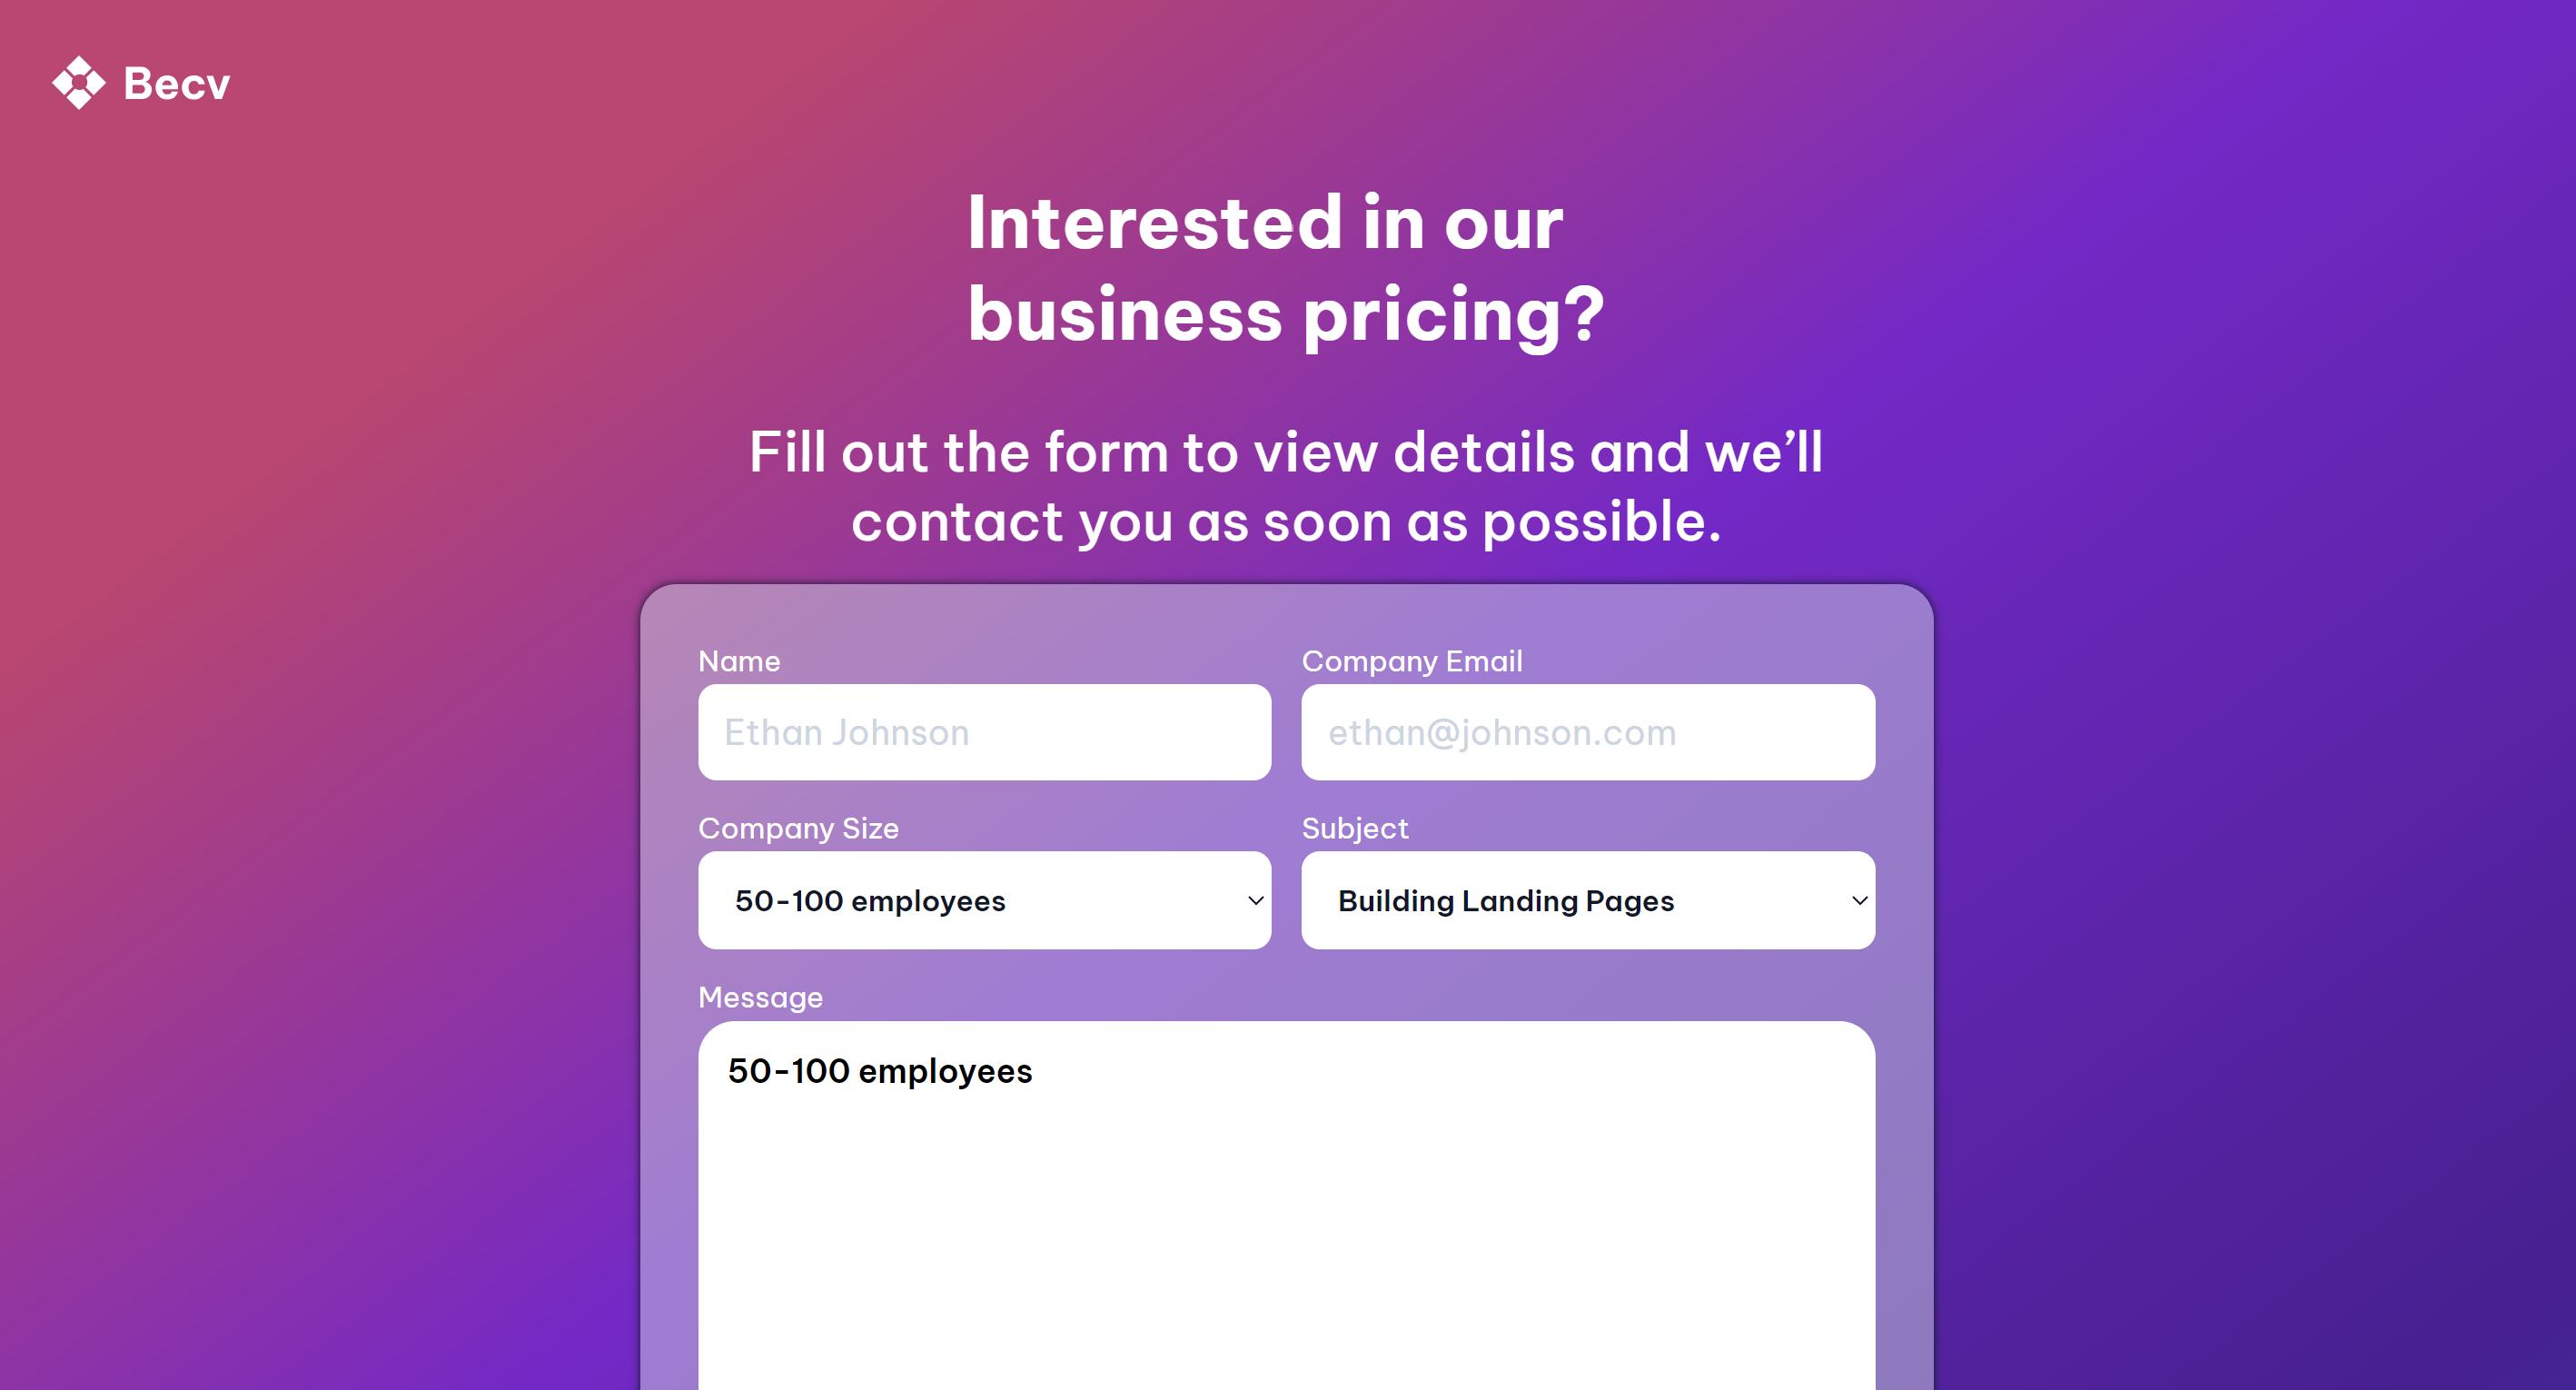 Becv
Interested in our
business pricing?
Fill out the form to view details and we’ll
contact you as soon as possible.
Name
Company Email
Ethan Johnson
ethan@johnson.com
Company Size
Subject
50-100 employees
Building Landing Pages
Message
50-100 employees